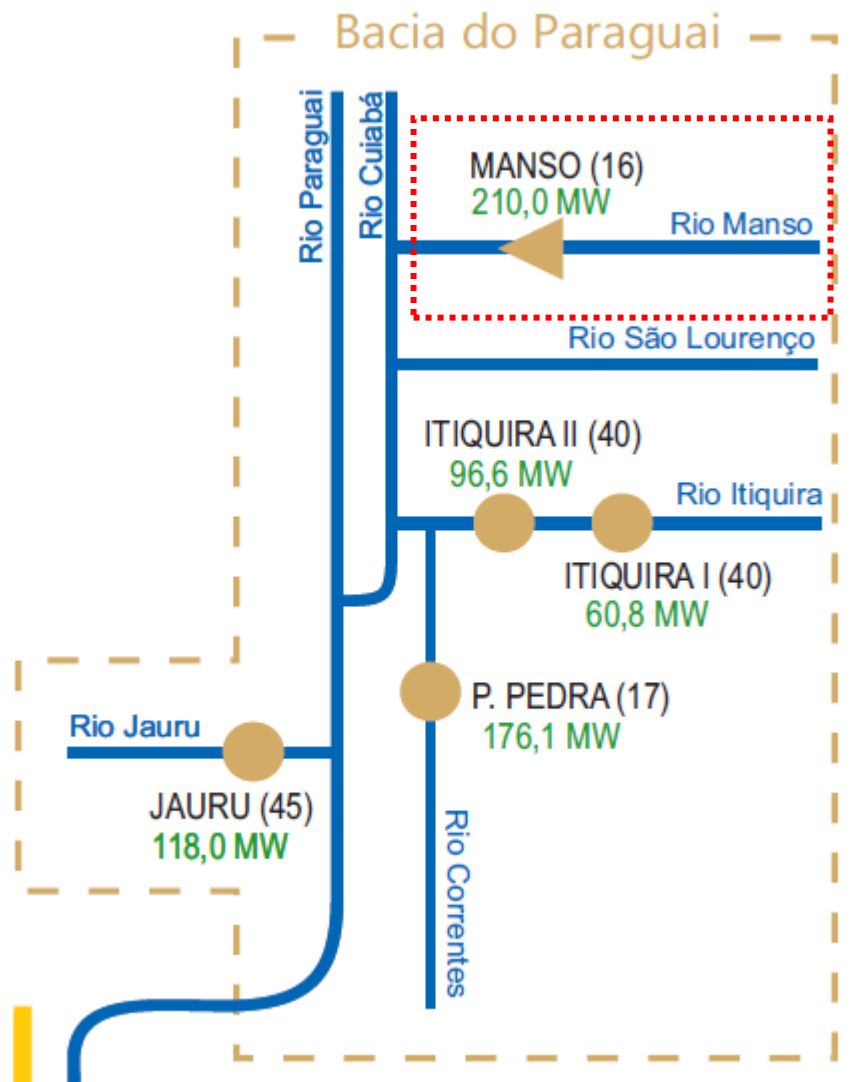 Bacia do Paraguai
Rio Paraguai
Rio Cuiabá
MANSO (16)
210,0 MW
Rio Manso
Rio São Lourenço
ITIQUIRA II (40)
96,6 MW
Rio Itiquira
ITIQUIRA I (40)
60,8 MW
P. PEDRA (17)
176,1 MW
Rio Jauru
JAURU (45)
118,0 MW
Rio Correntes